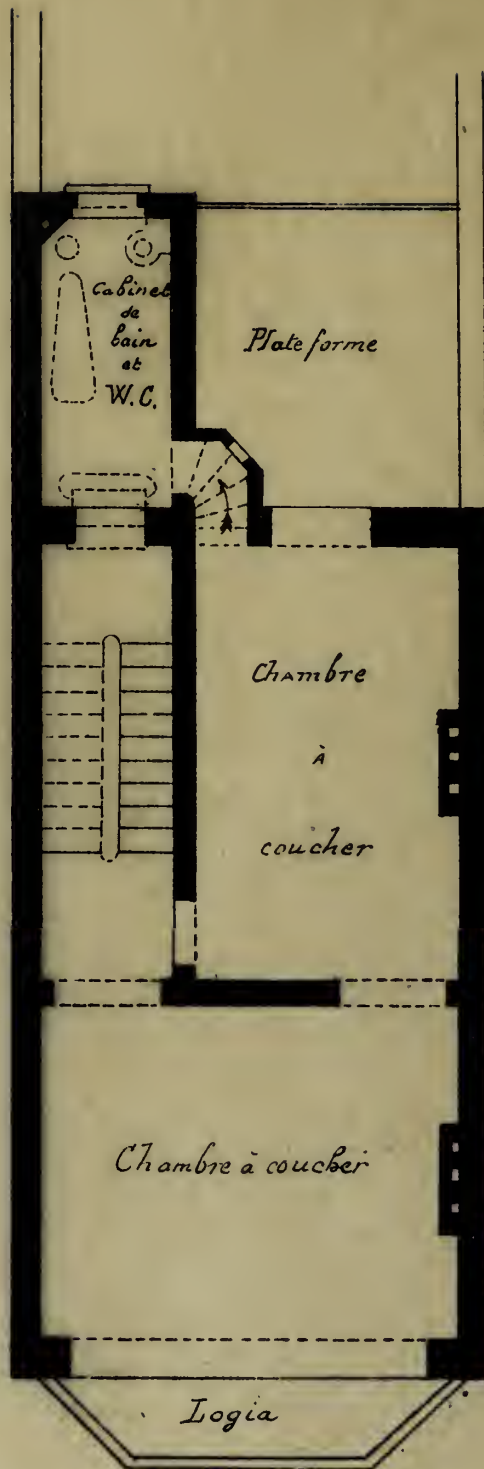 Cabinet
de
bain
et
W.C.
Plate forme
Chambre
à
coucher
Chambre à coucher
Logia